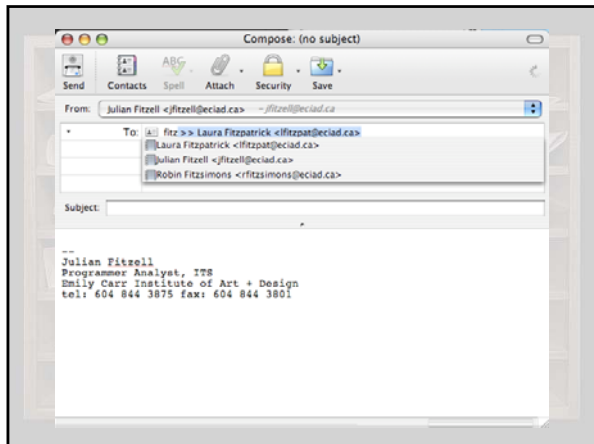 Compose: (no subject)
Send Contacts Spell Attach Security Save
From: Julian Fitzell <jfitzell@eciad.ca> - jfitzell@eciad.ca
To: fitz >> Laura Fitzpatrick <lfitzpat@eciad.ca>
Laura Fitzpatrick <lfitzpat@eciad.ca>
Julian Fitzell <jfitzell@eciad.ca>
Robin Fitzsimons <rfitzsimons@eciad.ca>
Subject:
--
Julian Fitzell
Programmer Analyst, ITS
Emily Carr Institute of Art + Design
tel: 604 844 3875 fax: 604 844 3801